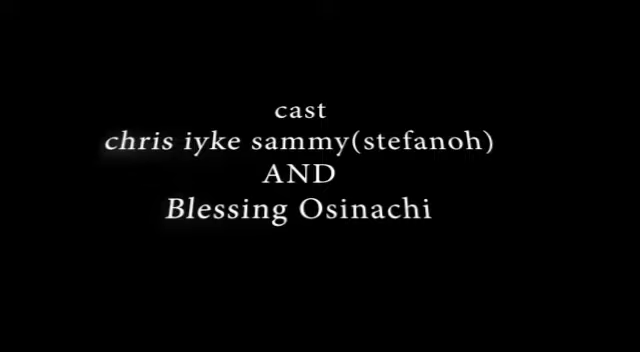 cast
chris iyke sammy(stefanoh)
AND
Blessing Osinachi